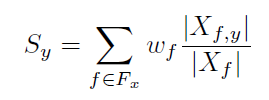 $S_y = \sum_{f \in F_x} w_f \frac{|X_{f,y}|}{|X_f|}$